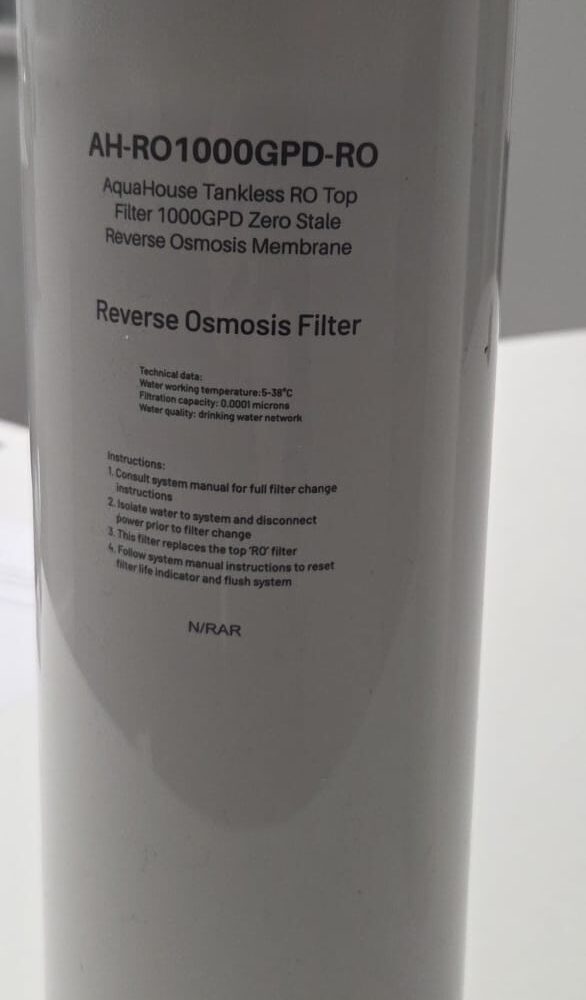 AH-RO1000GPD-RO
AquaHouse Tankless RO Top
Filter 1000GPD Zero Stale
Reverse Osmosis Membrane
Reverse Osmosis Filter
Technical data:
Water working temperature:5-38°C
Filtration capacity: 0.0001 microns
Water quality: drinking water network
Instructions:
1. Consult system manual for full filter change
instructions
2. Isolate water to system and disconnect
power prior to filter change
3. This filter replaces the top 'RO' filter
4. Follow system manual instructions to reset
filter life indicator and flush system
N/RAR